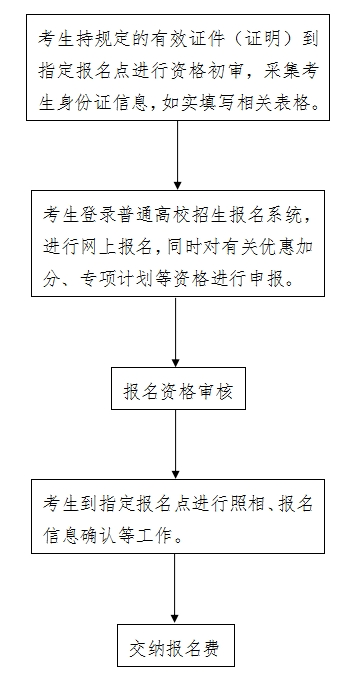 考生持规定的有效证件（证明）到
指定报名点进行资格初审，采集考
生身份证信息，如实填写相关表格。
考生登录普通高校招生报名系统，
进行网上报名，同时对有关优惠加
分、专项计划等资格进行申报。
报名资格审核
考生到指定报名点进行照相、报名
信息确认等工作。
交纳报名费